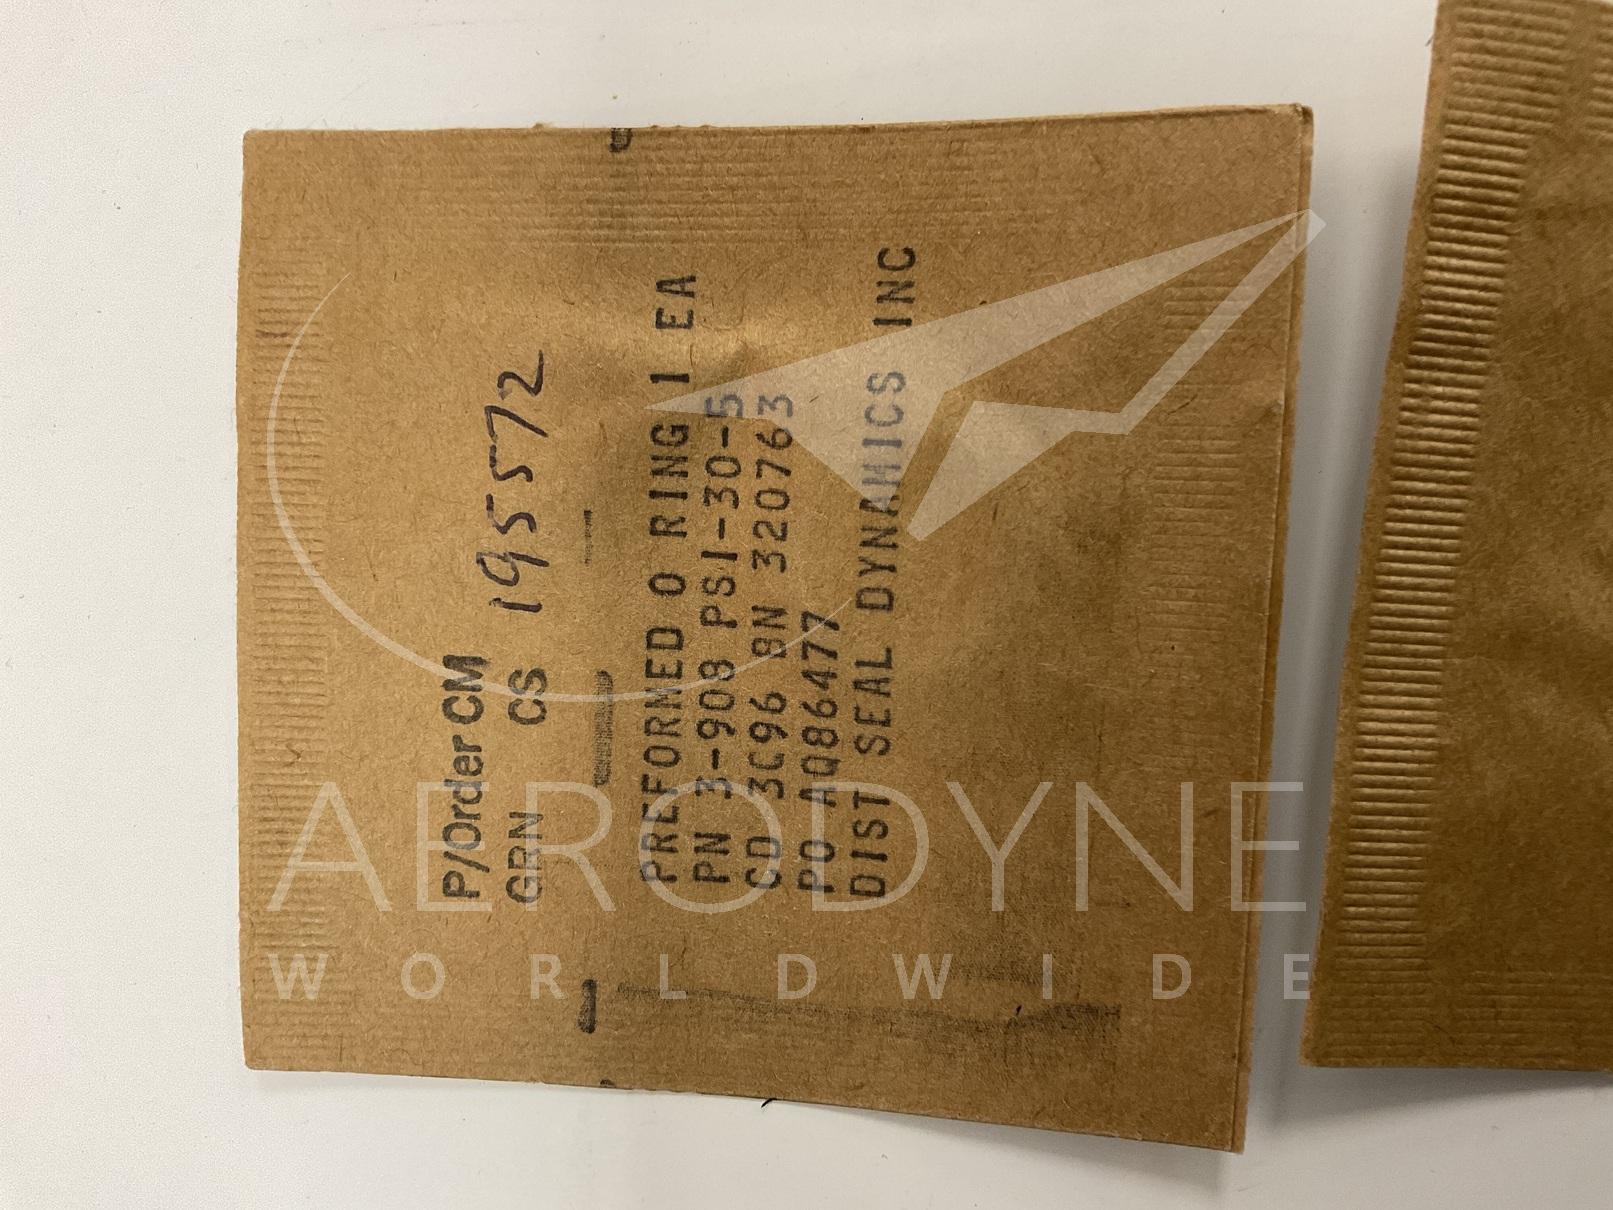 P/Order CM
GRN CS 195572
PREFORMED O RING 1 EA
PN 3-908 PSI-30-5
CD 3C96 BN 320763
PO AQ86477
DIST SEAL DYNAMICS INC
AERODYNE
WORLDWIDE